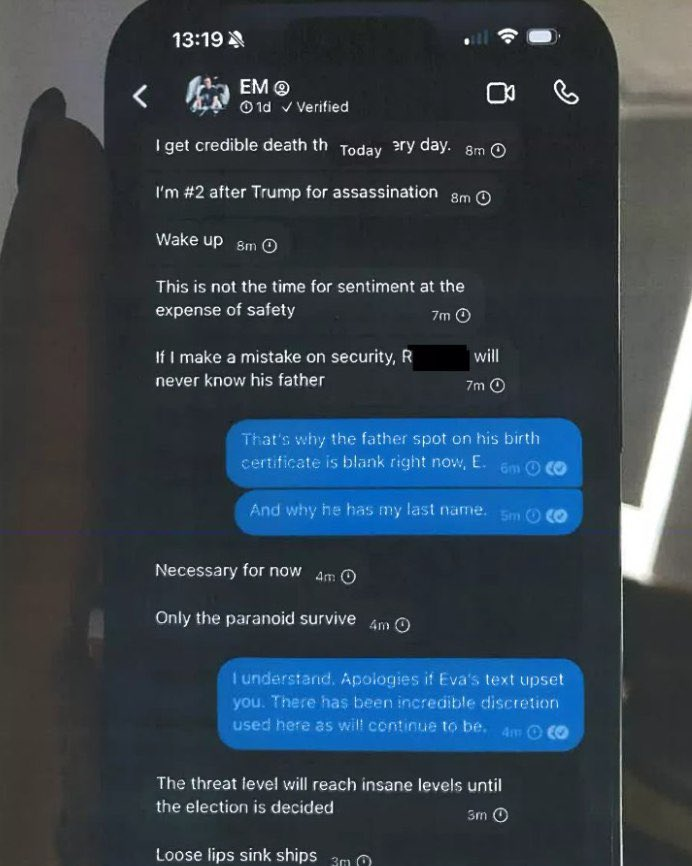 13:19
EM
1d ✓ Verified
I get credible death th Today ery day. 8m
I'm #2 after Trump for assassination 8m
Wake up 8m
This is not the time for sentiment at the
expense of safety 7m
If I make a mistake on security, R will
never know his father 7m
That's why the father spot on his birth
certificate is blank right now, E. 6m
And why he has my last name. 5m
Necessary for now 4m
Only the paranoid survive 4m
I understand. Apologies if Eva's text upset
you. There has been incredible discretion
used here as will continue to be. 4m
The threat level will reach insane levels until
the election is decided 3m
Loose lips sink ships 3m